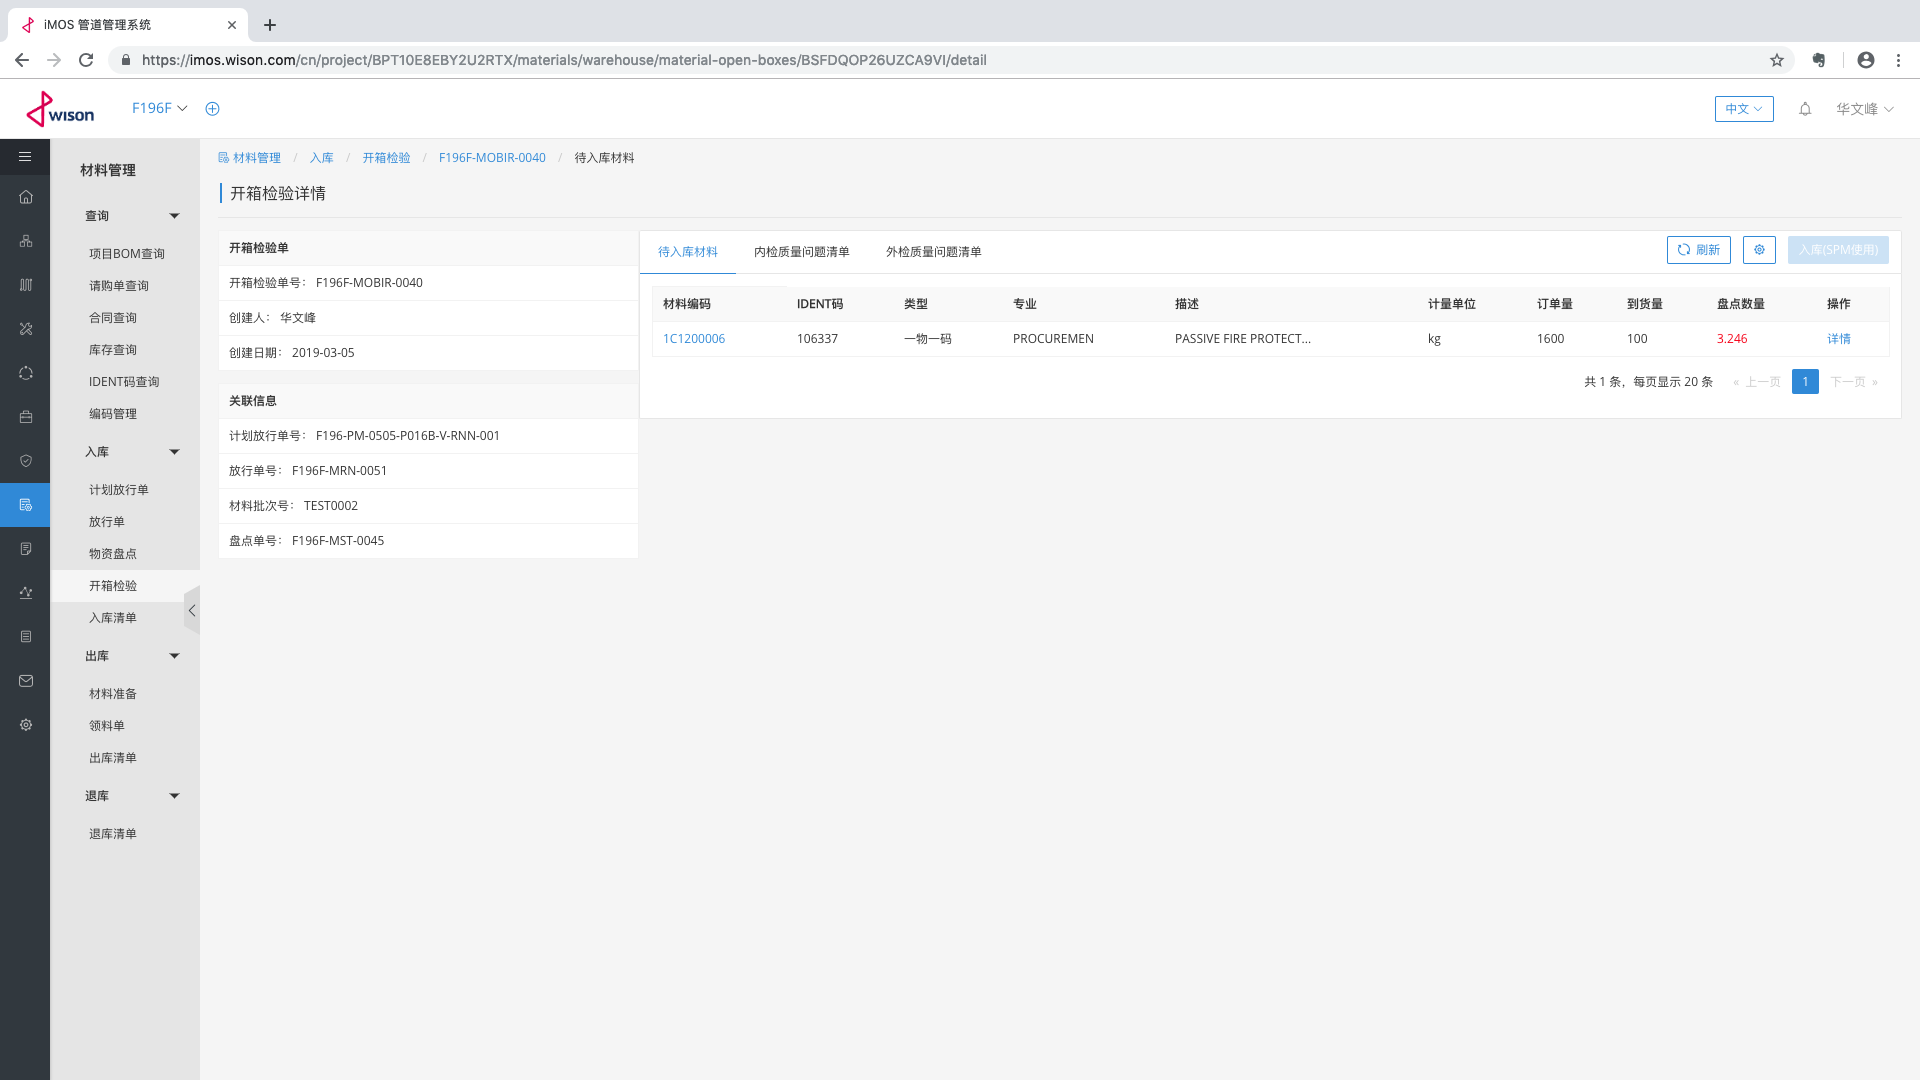 iMOS 管道管理系统
https://imos.wison.com/cn/project/BPT10E8EBY2U2RTX/materials/warehouse/material-open-boxes/BSFDQOP26UZCA9VI/detail
wison
F196F
中文
华文峰
材料管理
查询
项目BOM查询
请购单查询
合同查询
库存查询
IDENT码查询
编码管理
入库
计划放行单
放行单
物资盘点
开箱检验
入库清单
出库
材料准备
领料单
出库清单
退库
退库清单
材料管理 / 入库 / 开箱检验 / F196F-MOBIR-0040 / 待入库材料
开箱检验详情
开箱检验单
开箱检验单号： F196F-MOBIR-0040
创建人： 华文峰
创建日期： 2019-03-05
关联信息
计划放行单号： F196-PM-0505-P016B-V-RNN-001
放行单号： F196F-MRN-0051
材料批次号： TEST0002
盘点单号： F196F-MST-0045
待入库材料 内检质量问题清单 外检质量问题清单
刷新 入库(SPM使用)
材料编码 IDENT码 类型 专业 描述 计量单位 订单量 到货量 盘点数量 操作
1C1200006 106337 一物一码 PROCUREMEN PASSIVE FIRE PROTECT... kg 1600 100 3.246 详情
共 1 条，每页显示 20 条 « 上一页 1 下一页 »